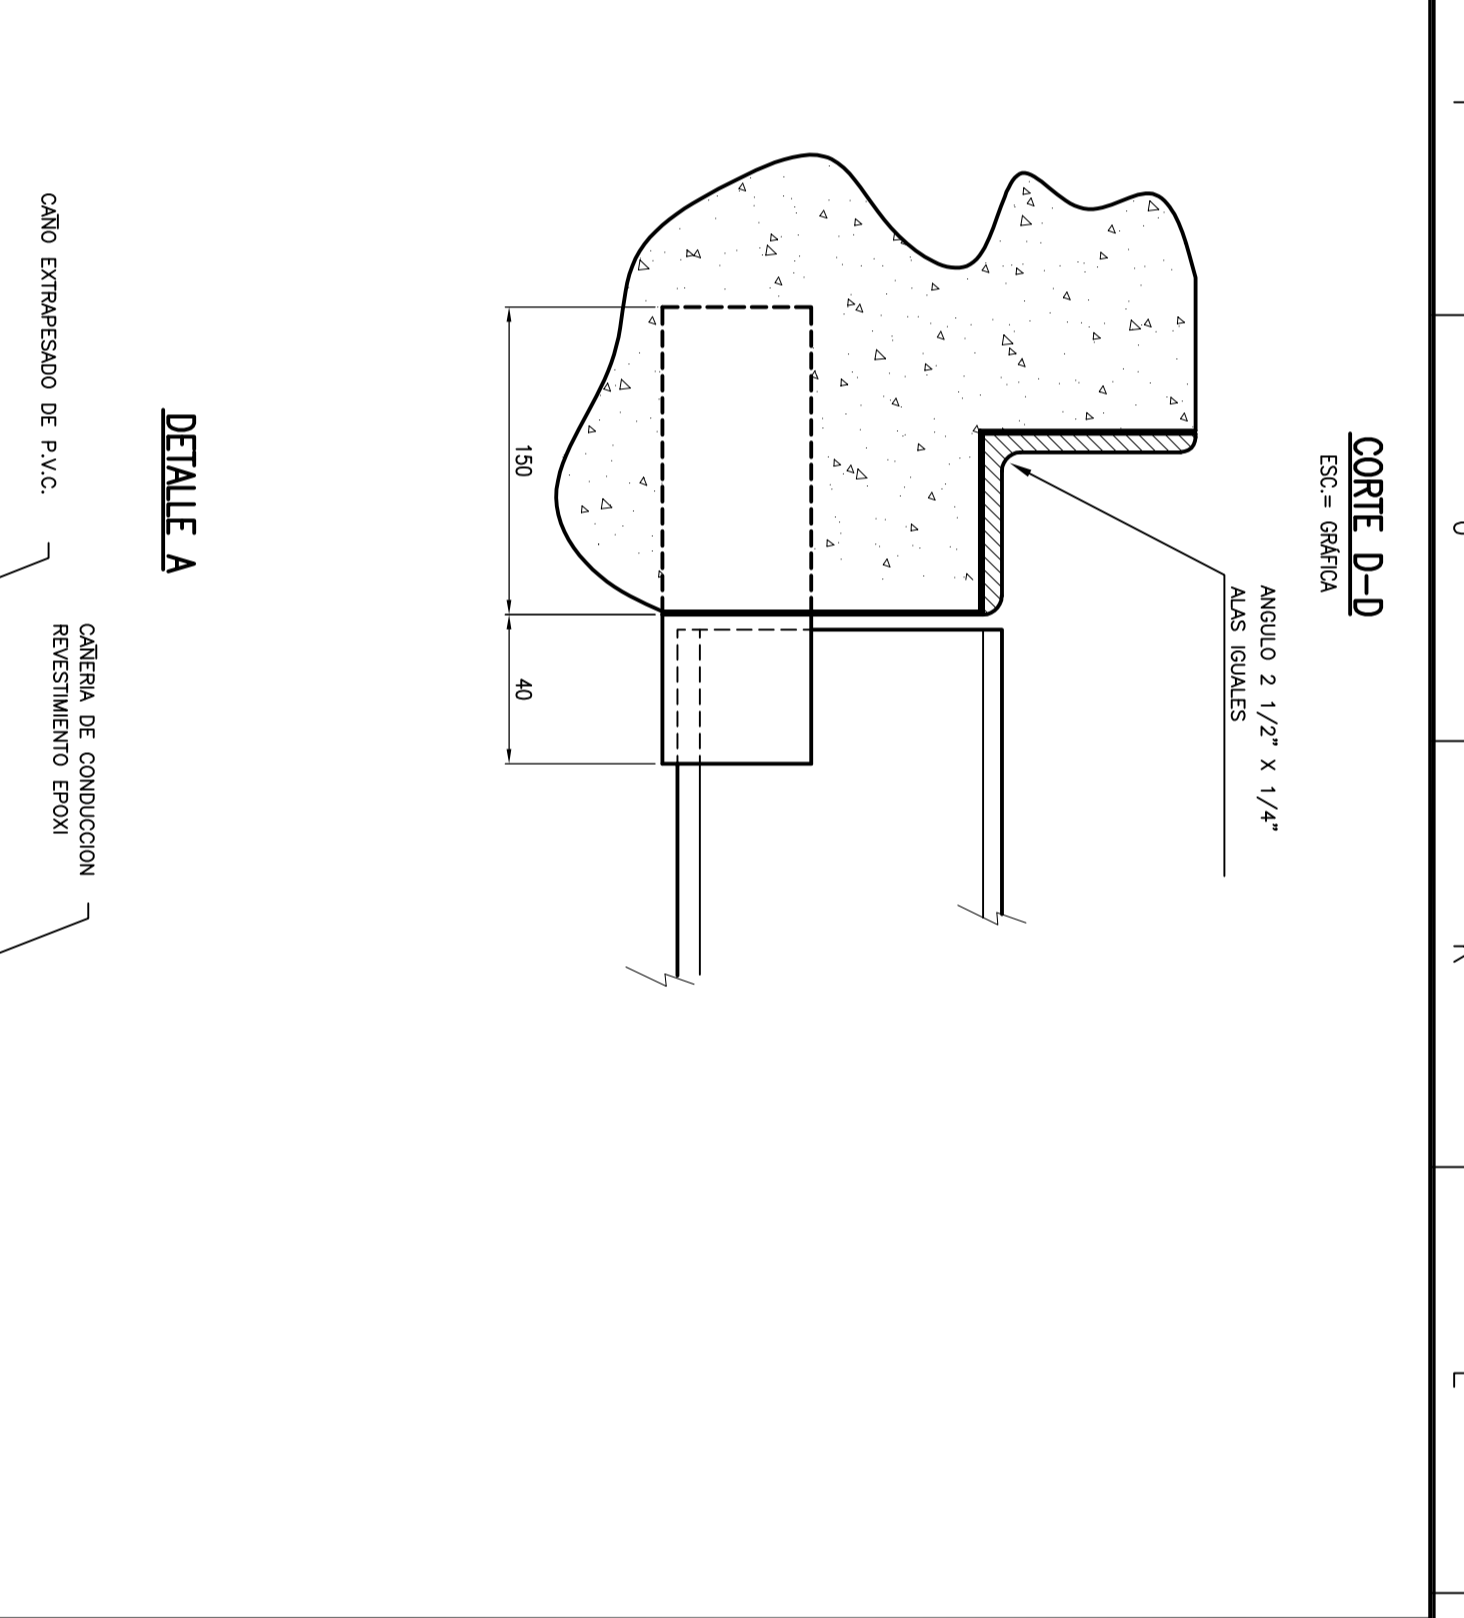 CORTE D-D
ESC.= GRÁFICA
ANGULO 2 1/2" X 1/4"
ALAS IGUALES
150
40
DETALLE A
CAÑO EXTRAPESADO DE P.V.C.
CAÑERIA DE CONDUCCION
REVESTIMIENTO EPOXI